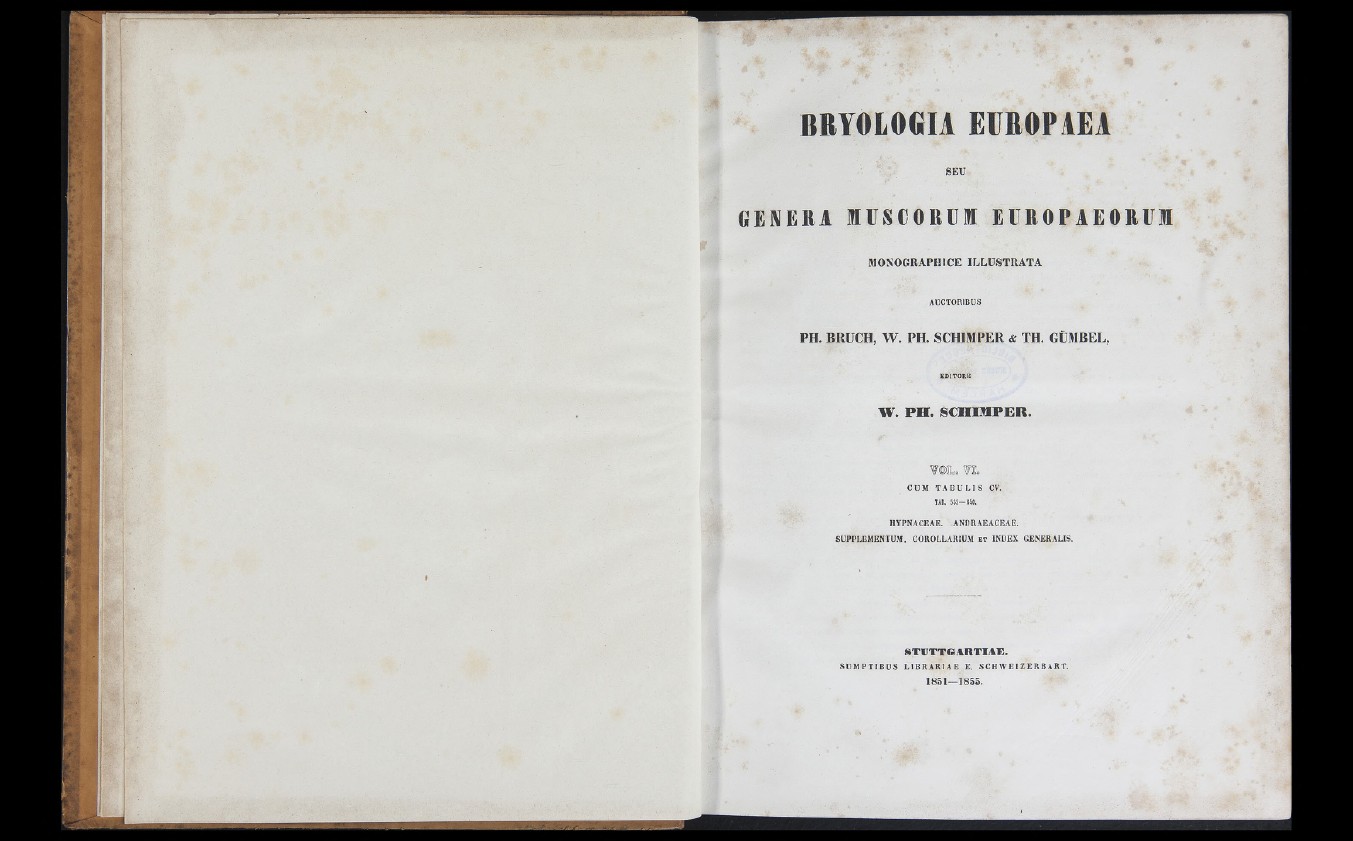 BRYOLOGIA EUROPAEA
SEU
GENERA MUSCORUM EUROPAEORUM
MONOGRAPHICE ILLUSTRATA
AUCTORIBUS
PH. BRUCH, W. PH. SCHIMPER & TH. GÜMBEL,
EDITORE
W. PH. SCHIMPER.
VOL. VI.
CUM TABULIS CV.
TAB.
HYPNACEAE. ANDRAEACEAE.
SUPPLEMENTUM, COROLLARIUM ET INDEX GENERALIS.
STUTTGARTIAE.
SUMPTIBUS LIBRARIAE E. SCHWEIZERBART.
1851—1855.